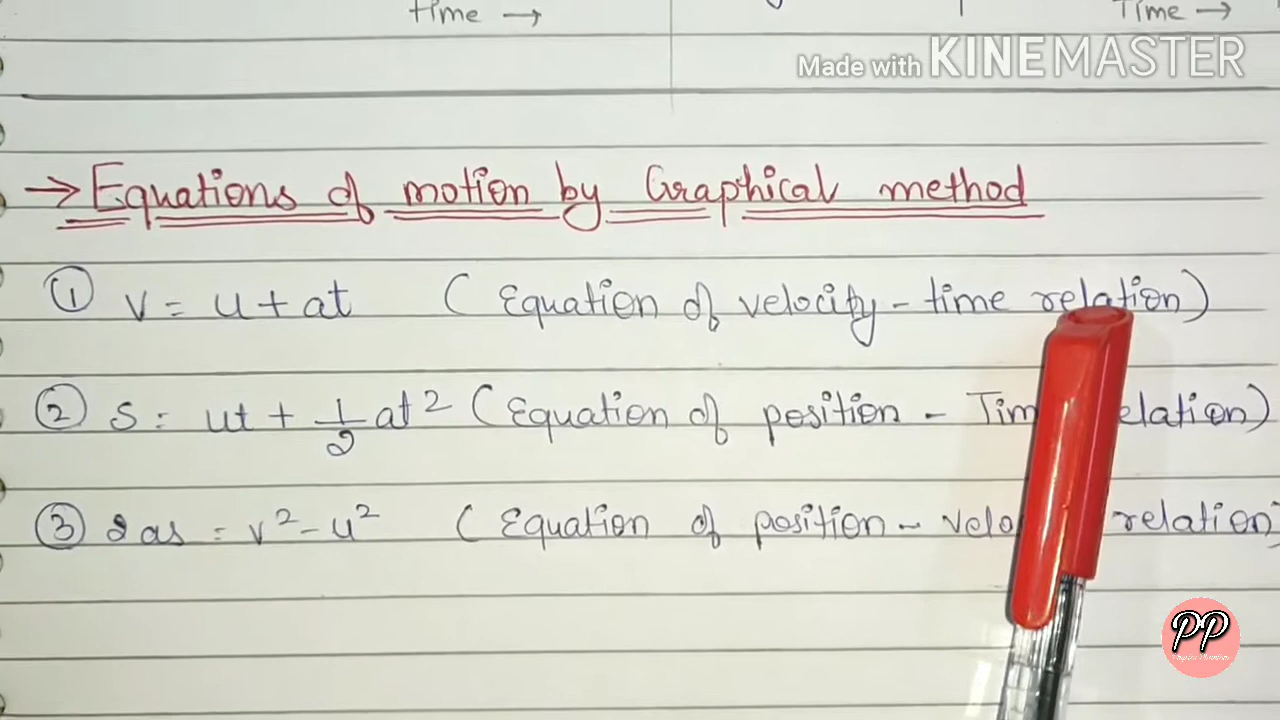 time → Time →
Made with KINEMASTER
→ Equations of motion by Graphical method
① v = u + at ( Equation of velocity - time relation)
② s = ut + 1/2 at² ( Equation of position - Tim elation)
③ 2as = v² - u² ( Equation of position - velo relation)
PP